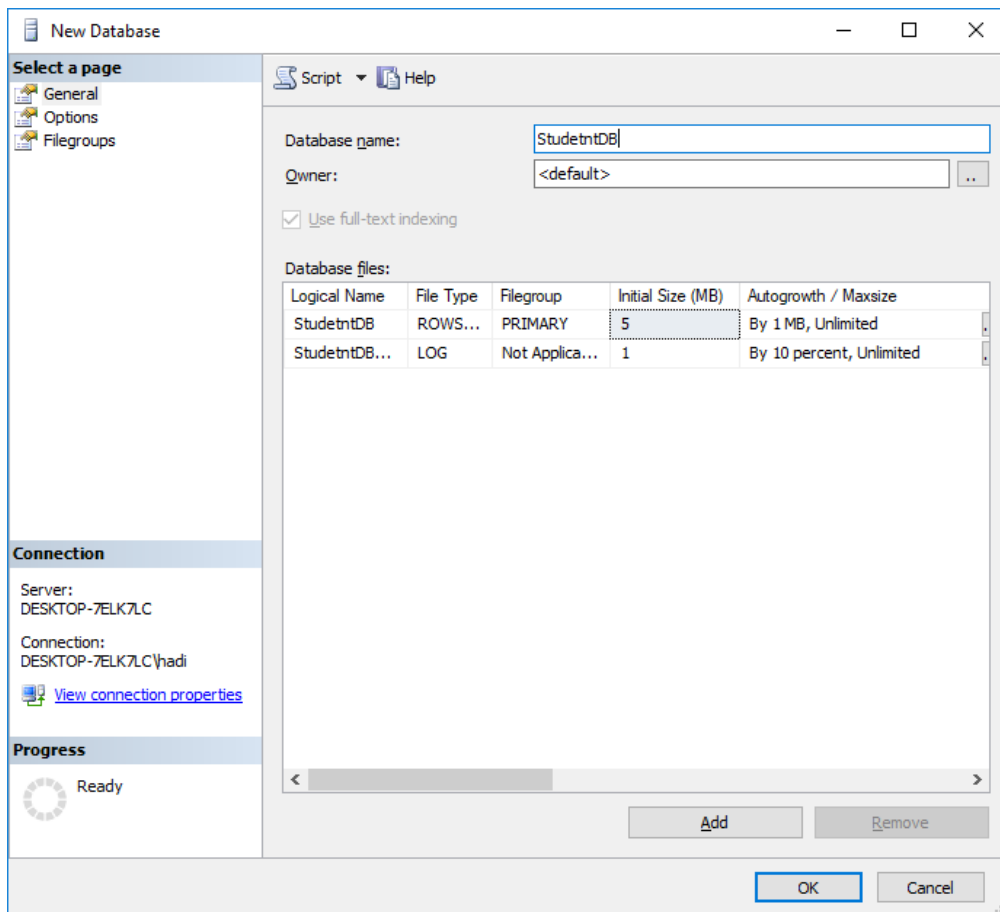 New Database
Select a page
General
Options
Filegroups
Connection
Server:
DESKTOP-7ELK7LC
Connection:
DESKTOP-7ELK7LC\hadi
View connection properties
Progress
Ready
Script Help
Database name: StudetntDB
Owner: <default> ..
Use full-text indexing
Database files:
Logical Name File Type Filegroup Initial Size (MB) Autogrowth / Maxsize
StudetntDB ROWS... PRIMARY 5 By 1 MB, Unlimited
StudetntDB... LOG Not Applica... 1 By 10 percent, Unlimited
Add Remove
OK Cancel